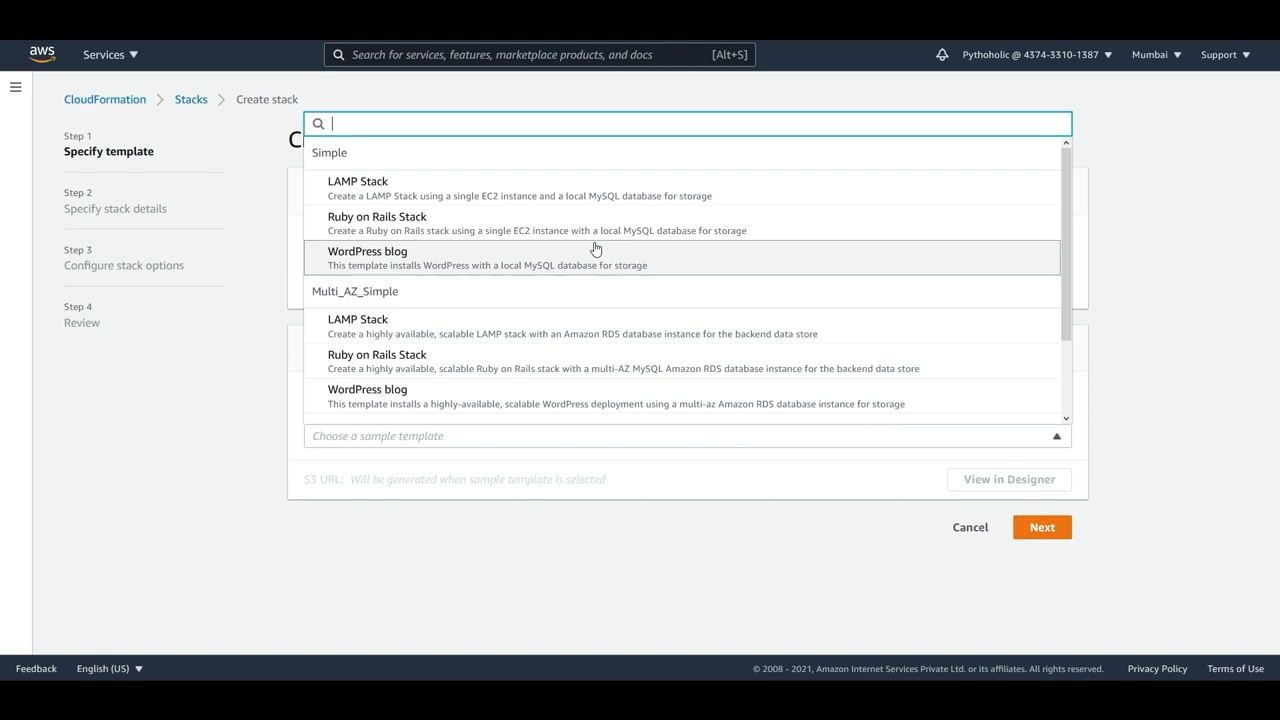 aws
Services
Search for services, features, marketplace products, and docs
[Alt+S]
Pythoholic @ 4374-3310-1387
Mumbai
Support
CloudFormation
Stacks
Create stack
Step 1
Specify template
Step 2
Specify stack details
Step 3
Configure stack options
Step 4
Review
C
Simple
LAMP Stack
Create a LAMP Stack using a single EC2 instance and a local MySQL database for storage
Ruby on Rails Stack
Create a Ruby on Rails stack using a single EC2 instance with a local MySQL database for storage
WordPress blog
This template installs WordPress with a local MySQL database for storage
Multi_AZ_Simple
LAMP Stack
Create a highly available, scalable LAMP stack with an Amazon RDS database instance for the backend data store
Ruby on Rails Stack
Create a highly available, scalable Ruby on Rails stack with a multi-AZ MySQL Amazon RDS database instance for the backend data store
WordPress blog
This template installs a highly-available, scalable WordPress deployment using a multi-az Amazon RDS database instance for storage
Choose a sample template
S3 URL: Will be generated when sample template is selected
View in Designer
Cancel
Next
Feedback
English (US)
© 2008 - 2021, Amazon Internet Services Private Ltd. or its affiliates. All rights reserved.
Privacy Policy
Terms of Use